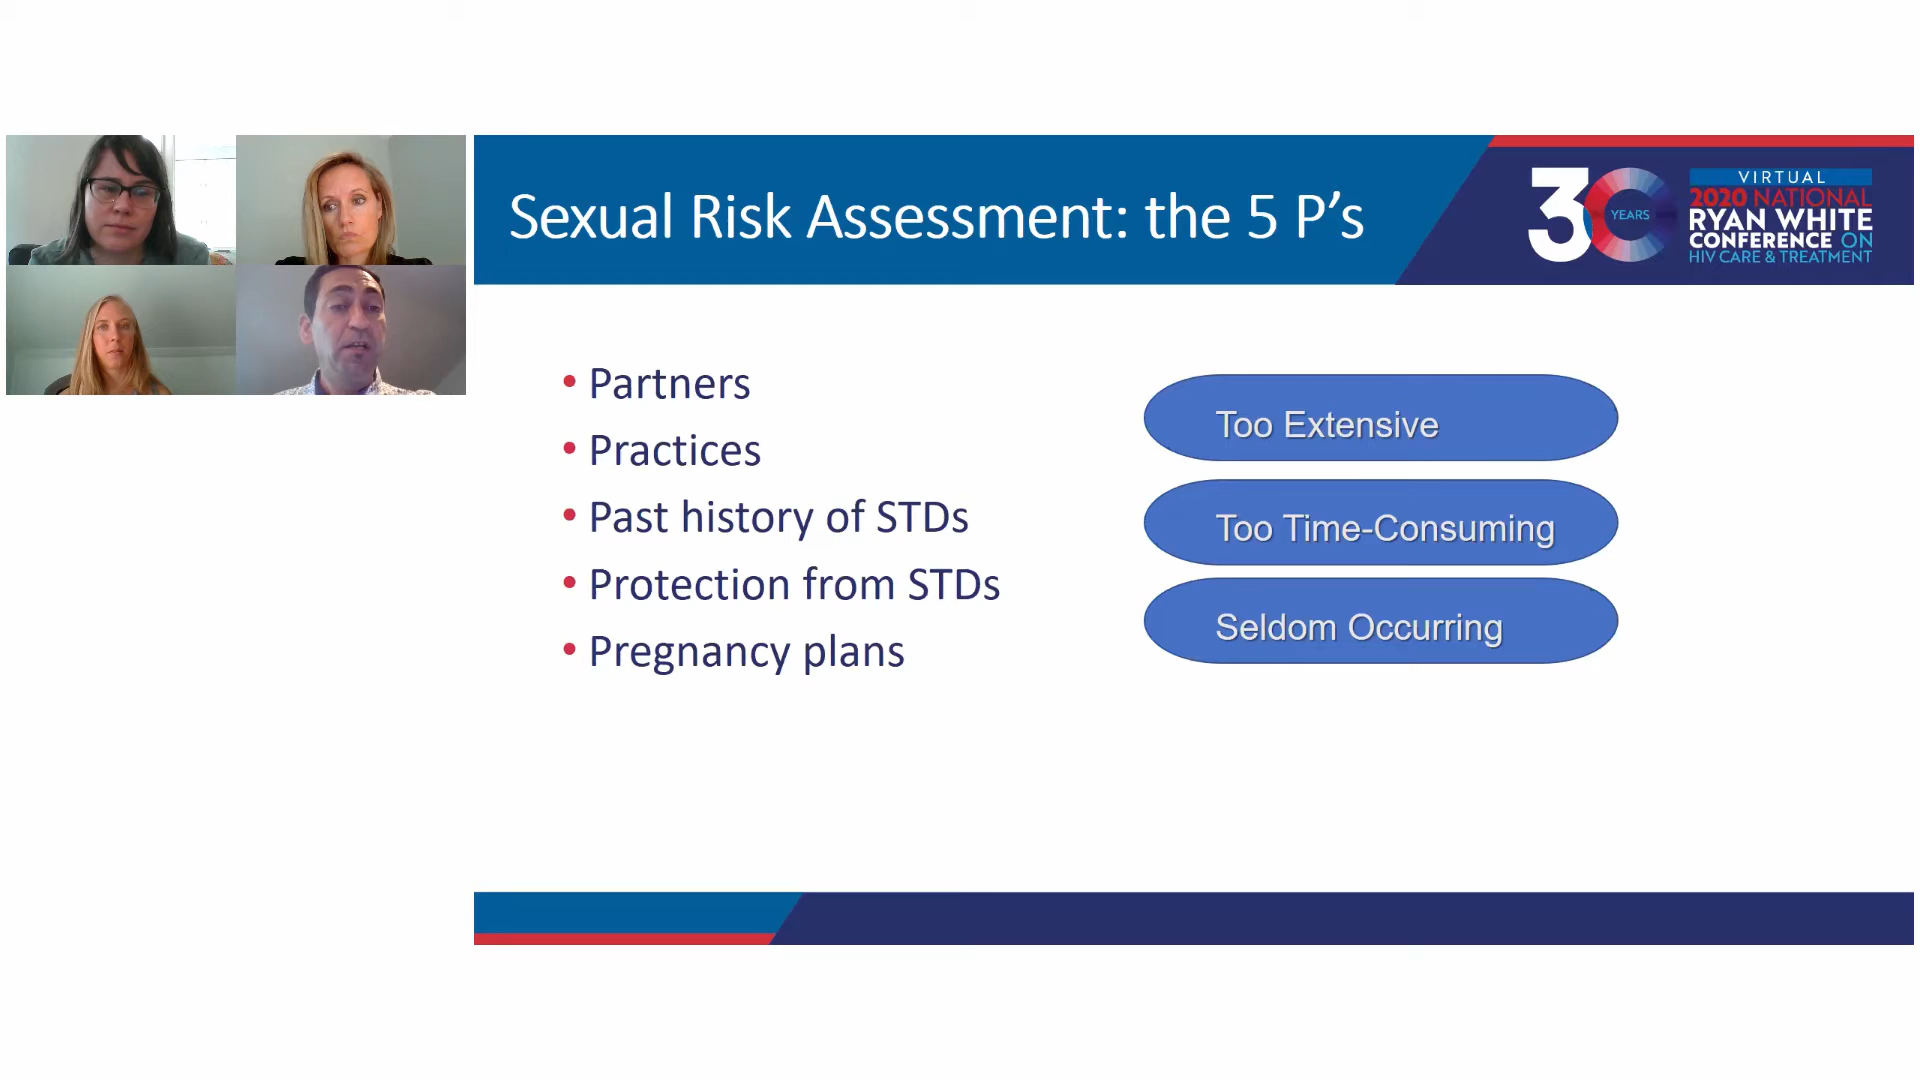 Sexual Risk Assessment: the 5 P's
30
YEARS
VIRTUAL
2020 NATIONAL
RYAN WHITE
CONFERENCE ON
HIV CARE & TREATMENT
• Partners
• Practices
• Past history of STDs
• Protection from STDs
• Pregnancy plans
Too Extensive
Too Time-Consuming
Seldom Occurring